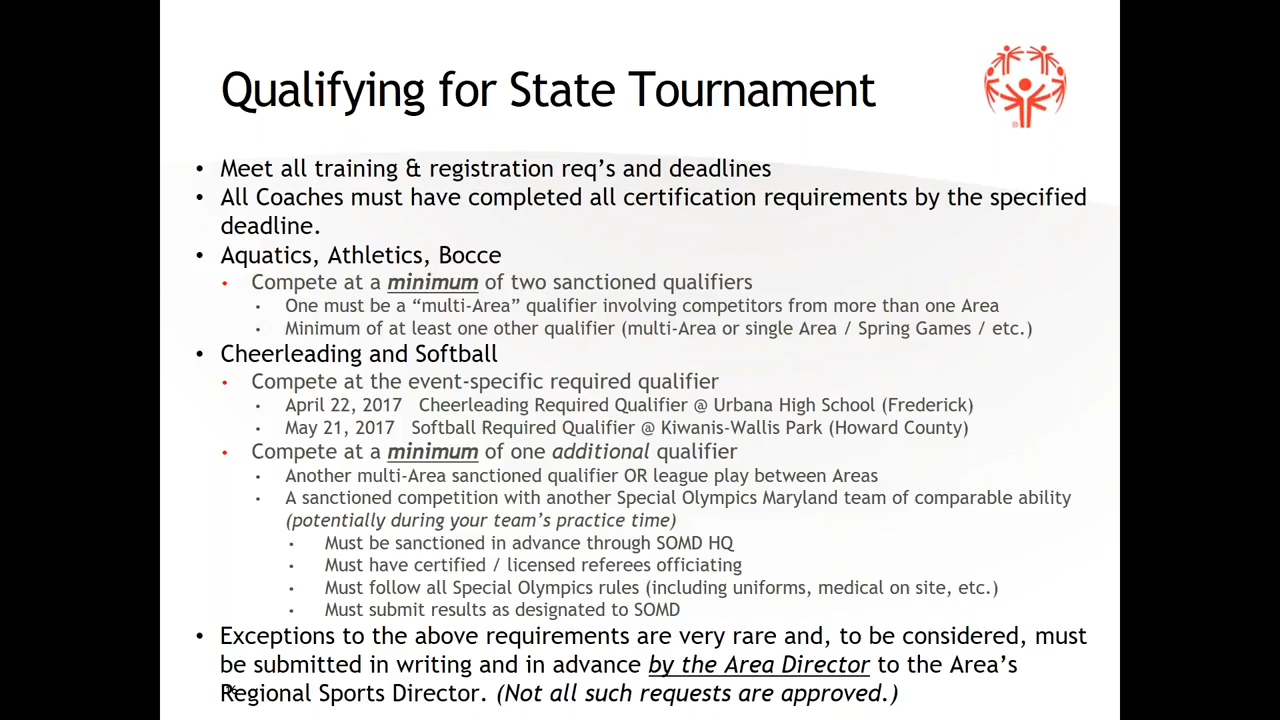 Qualifying for State Tournament
®
• Meet all training & registration req's and deadlines
• All Coaches must have completed all certification requirements by the specified
deadline.
• Aquatics, Athletics, Bocce
• Compete at a minimum of two sanctioned qualifiers
• One must be a “multi-Area” qualifier involving competitors from more than one Area
• Minimum of at least one other qualifier (multi-Area or single Area / Spring Games / etc.)
• Cheerleading and Softball
• Compete at the event-specific required qualifier
• April 22, 2017 Cheerleading Required Qualifier @ Urbana High School (Frederick)
• May 21, 2017 Softball Required Qualifier @ Kiwanis-Wallis Park (Howard County)
• Compete at a minimum of one additional qualifier
• Another multi-Area sanctioned qualifier OR league play between Areas
• A sanctioned competition with another Special Olympics Maryland team of comparable ability
(potentially during your team's practice time)
• Must be sanctioned in advance through SOMD HQ
• Must have certified / licensed referees officiating
• Must follow all Special Olympics rules (including uniforms, medical on site, etc.)
• Must submit results as designated to SOMD
• Exceptions to the above requirements are very rare and, to be considered, must
be submitted in writing and in advance by the Area Director to the Area's
Regional Sports Director. (Not all such requests are approved.)